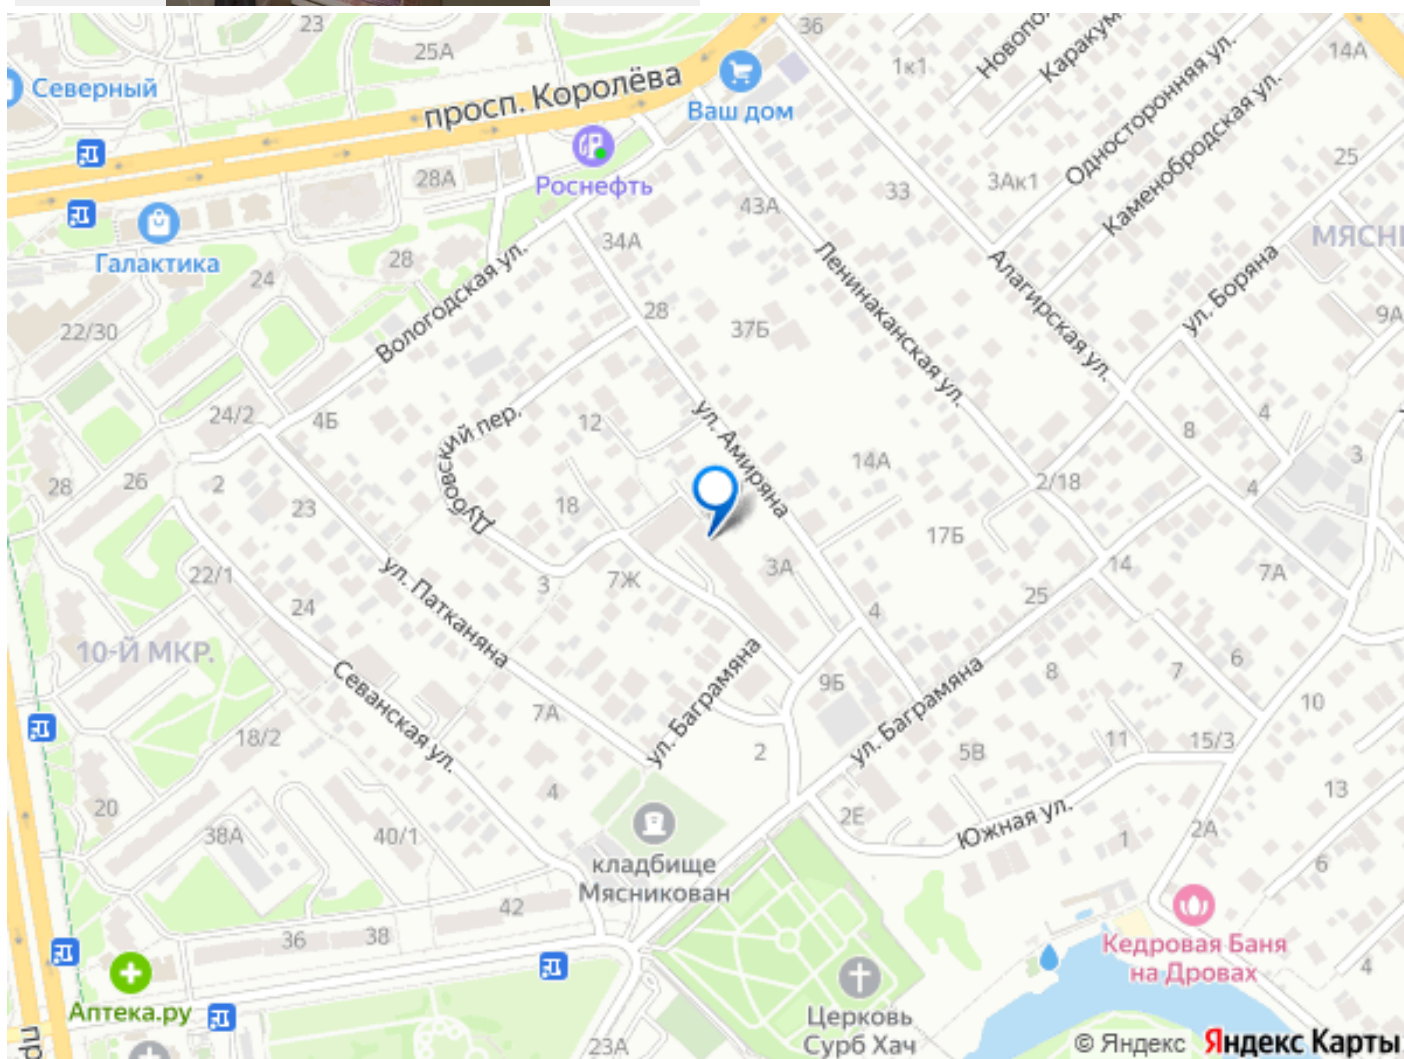 23
25А
36
1к1
Новопо
Каракум
Односторонняя ул.
Каменобродская ул.
14А
Северный
просп. Королёва
Ваш дом
Роснефть
28А
43А
33
3Ак1
25
МЯСНИ
Галактика
34А
28
24
Вологодская ул.
Ленинаканская ул.
Алагирская ул.
ул. Боряна
9А
22/30
28
37Б
24/2
4Б
Дубовский пер.
12
ул. Амиряна
14А
8
4
3
28
26
2
23
18
2/18
4
17Б
22/1
24
ул. Патканяна
3
7Ж
3А
4
14
25
7А
10-Й МКР.
Севанская ул.
7А
ул. Баграмяна
9Б
ул. Баграмяна
8
7
6
10
18/2
2
5В
11
15/3
20
38А
40/1
4
2Е
Южная ул.
1
2А
13
6
кладбище
Мясникован
42
36
38
Кедровая Баня
на Дровах
4
Аптека.ру
Церковь
Сурб Хач
23А
пр
© Яндекс Яндекс Карты